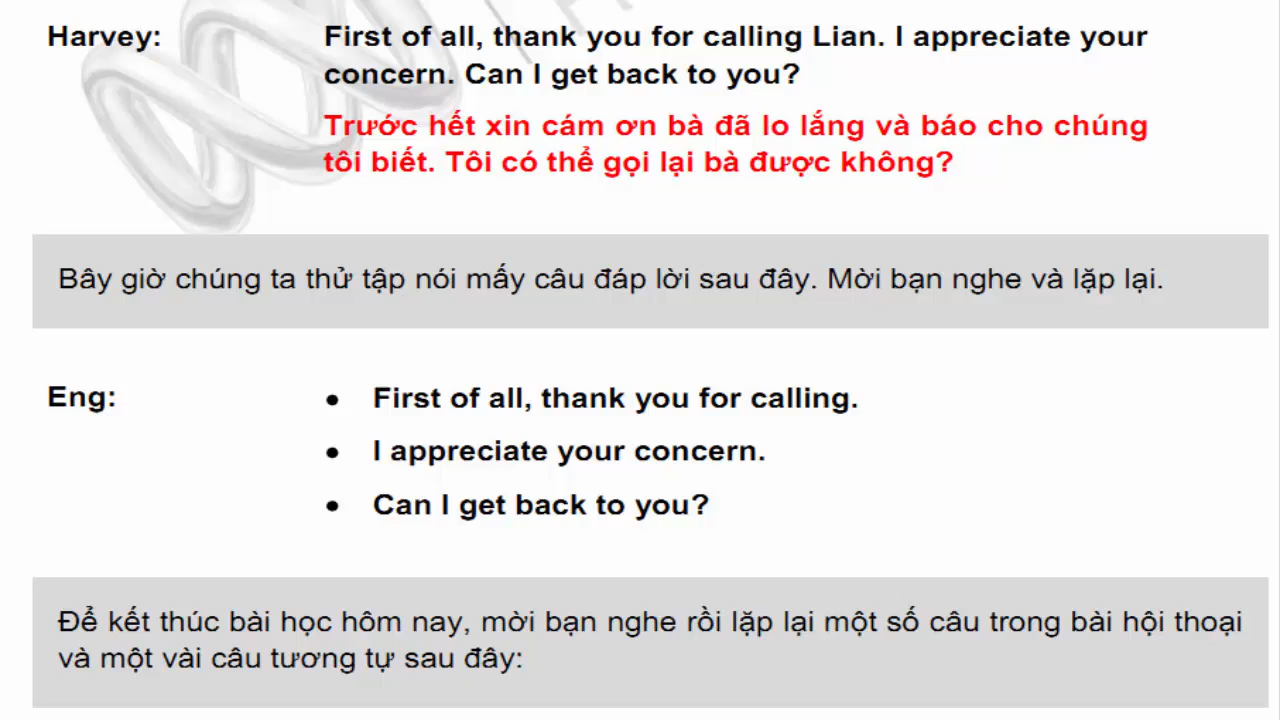 Harvey: First of all, thank you for calling Lian. I appreciate your
concern. Can I get back to you?
Trước hết xin cám ơn bà đã lo lắng và báo cho chúng
tôi biết. Tôi có thể gọi lại bà được không?
Bây giờ chúng ta thử tập nói mấy câu đáp lời sau đây. Mời bạn nghe và lặp lại.
Eng: • First of all, thank you for calling.
• I appreciate your concern.
• Can I get back to you?
Để kết thúc bài học hôm nay, mời bạn nghe rồi lặp lại một số câu trong bài hội thoại
và một vài câu tương tự sau đây: